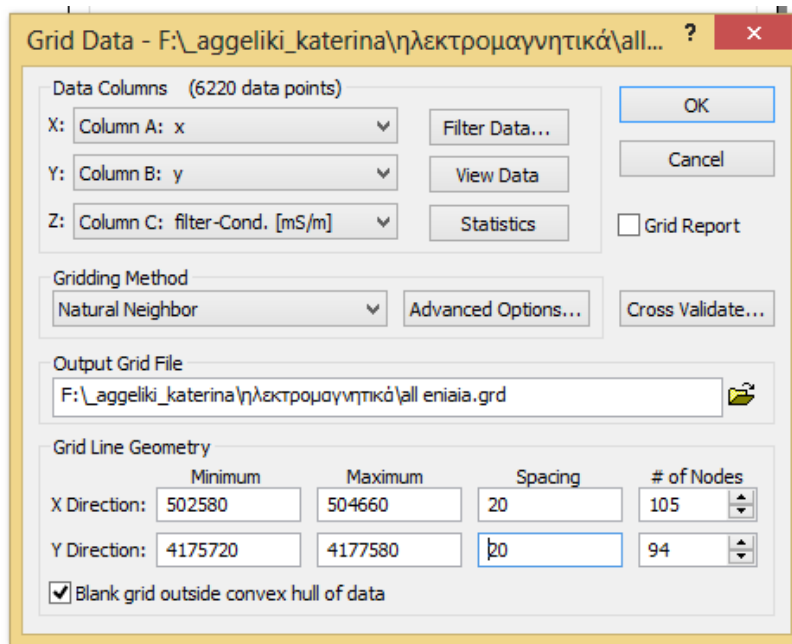 Grid Data - F:\_aggeliki_katerina\ηλεκτρομαγνητικά\all... ? ×
Data Columns (6220 data points)
X: Column A: x
Filter Data...
Y: Column B: y
View Data
Z: Column C: filter-Cond. [mS/m]
Statistics
OK
Cancel
Grid Report
Gridding Method
Natural Neighbor
Advanced Options...
Cross Validate...
Output Grid File
F:\_aggeliki_katerina\ηλεκτρομαγνητικά\all eniaia.grd
Grid Line Geometry
Minimum Maximum Spacing # of Nodes
X Direction: 502580 504660 20 105
Y Direction: 4175720 4177580 20 94
Blank grid outside convex hull of data